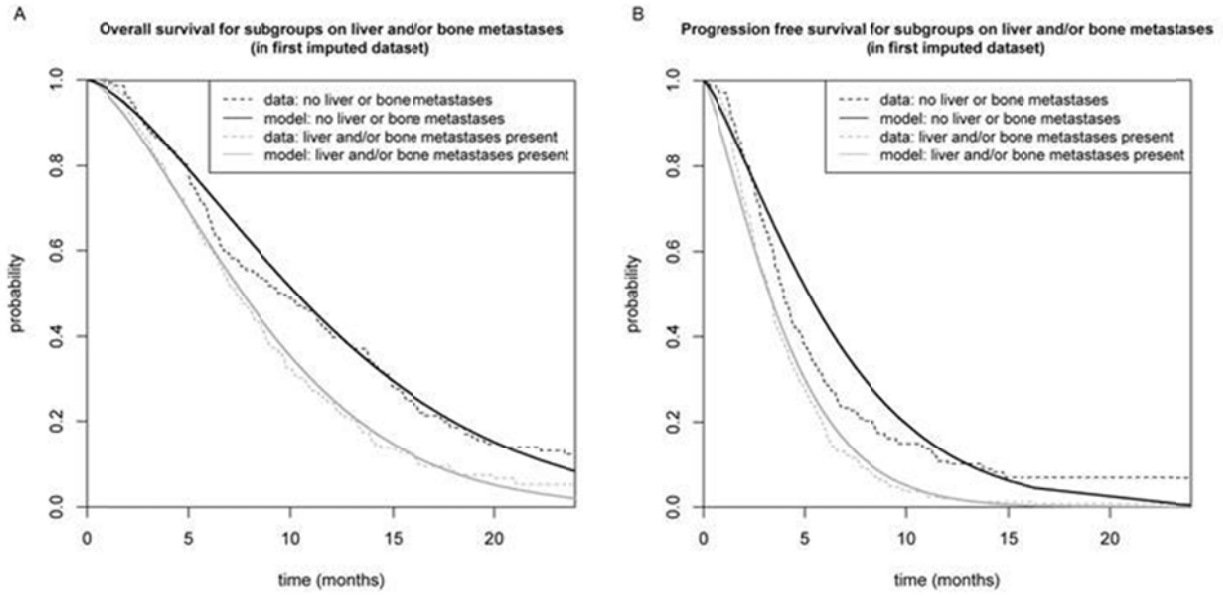 A
Overall survival for subgroups on liver and/or bone metastases
(in first imputed dataset)
data: no liver or bone metastases
model: no liver or bone metastases
data: liver and/or bone metastases present
model: liver and/or bone metastases present
probability
0.0 0.2 0.4 0.6 0.8 1.0
0 5 10 15 20
time (months)
B
Progression free survival for subgroups on liver and/or bone metastases
(in first imputed dataset)
data: no liver or bone metastases
model: no liver or bone metastases
data: liver and/or bone metastases present
model: liver and/or bone metastases present
probability
0.0 0.2 0.4 0.6 0.8 1.0
0 5 10 15 20
time (months)